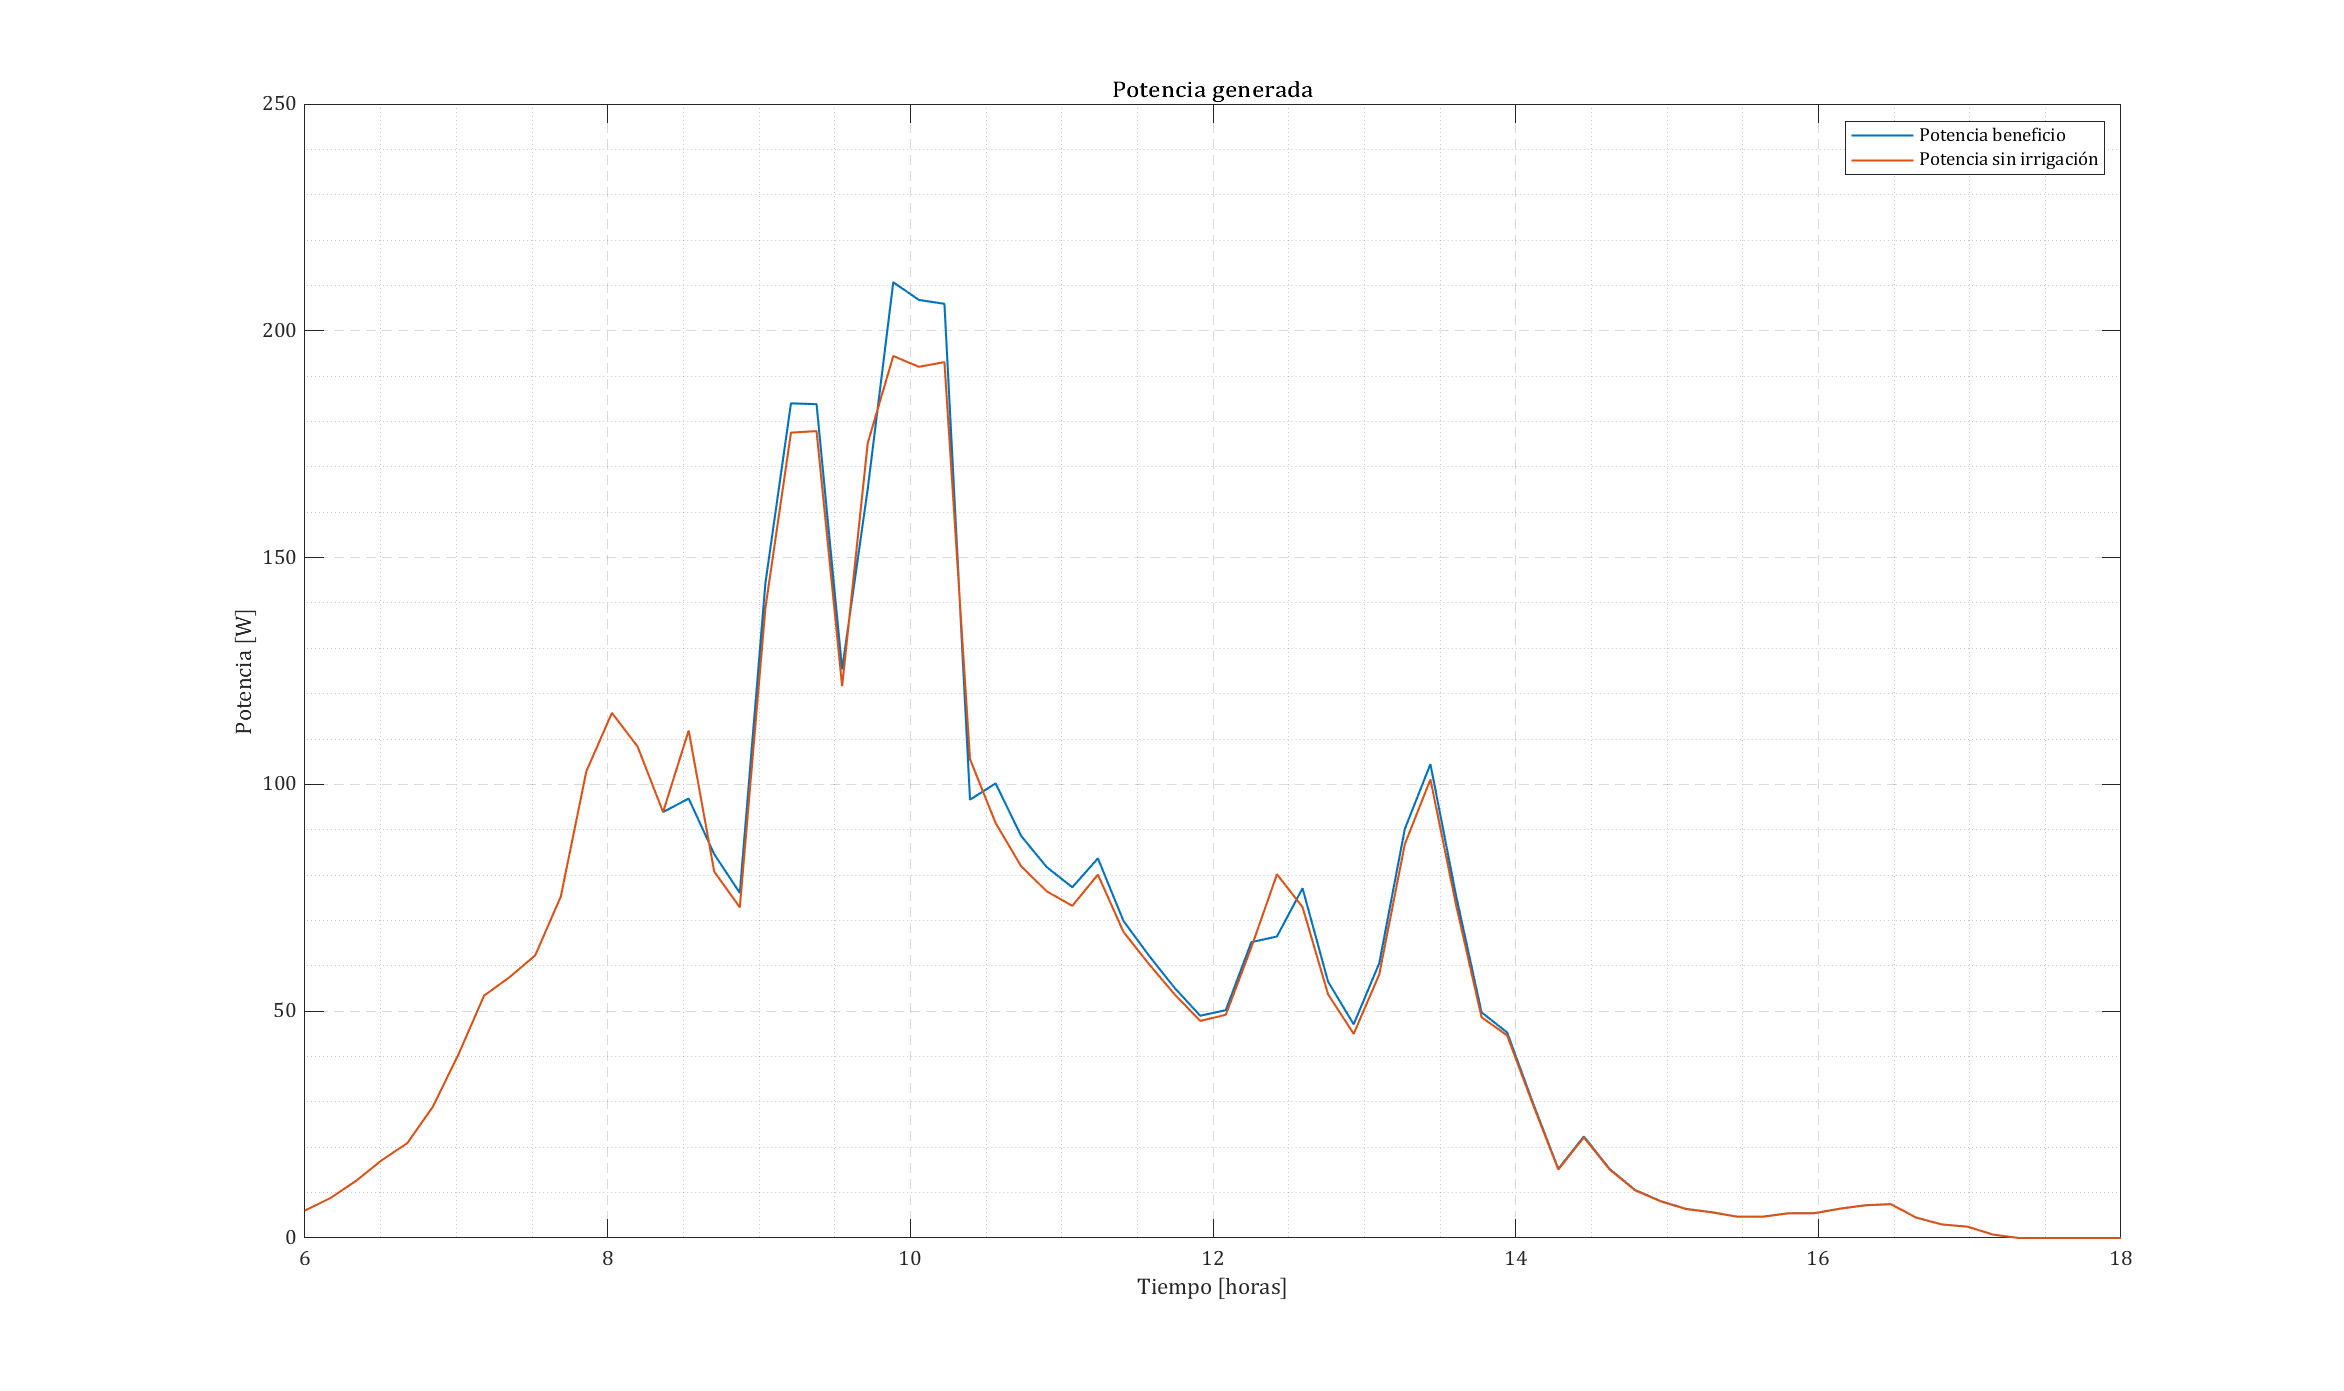 Potencia generada
250
200
150
100
50
0
Potencia [W]
Potencia beneficio
Potencia sin irrigación
6 8 10 12 14 16 18
Tiempo [horas]